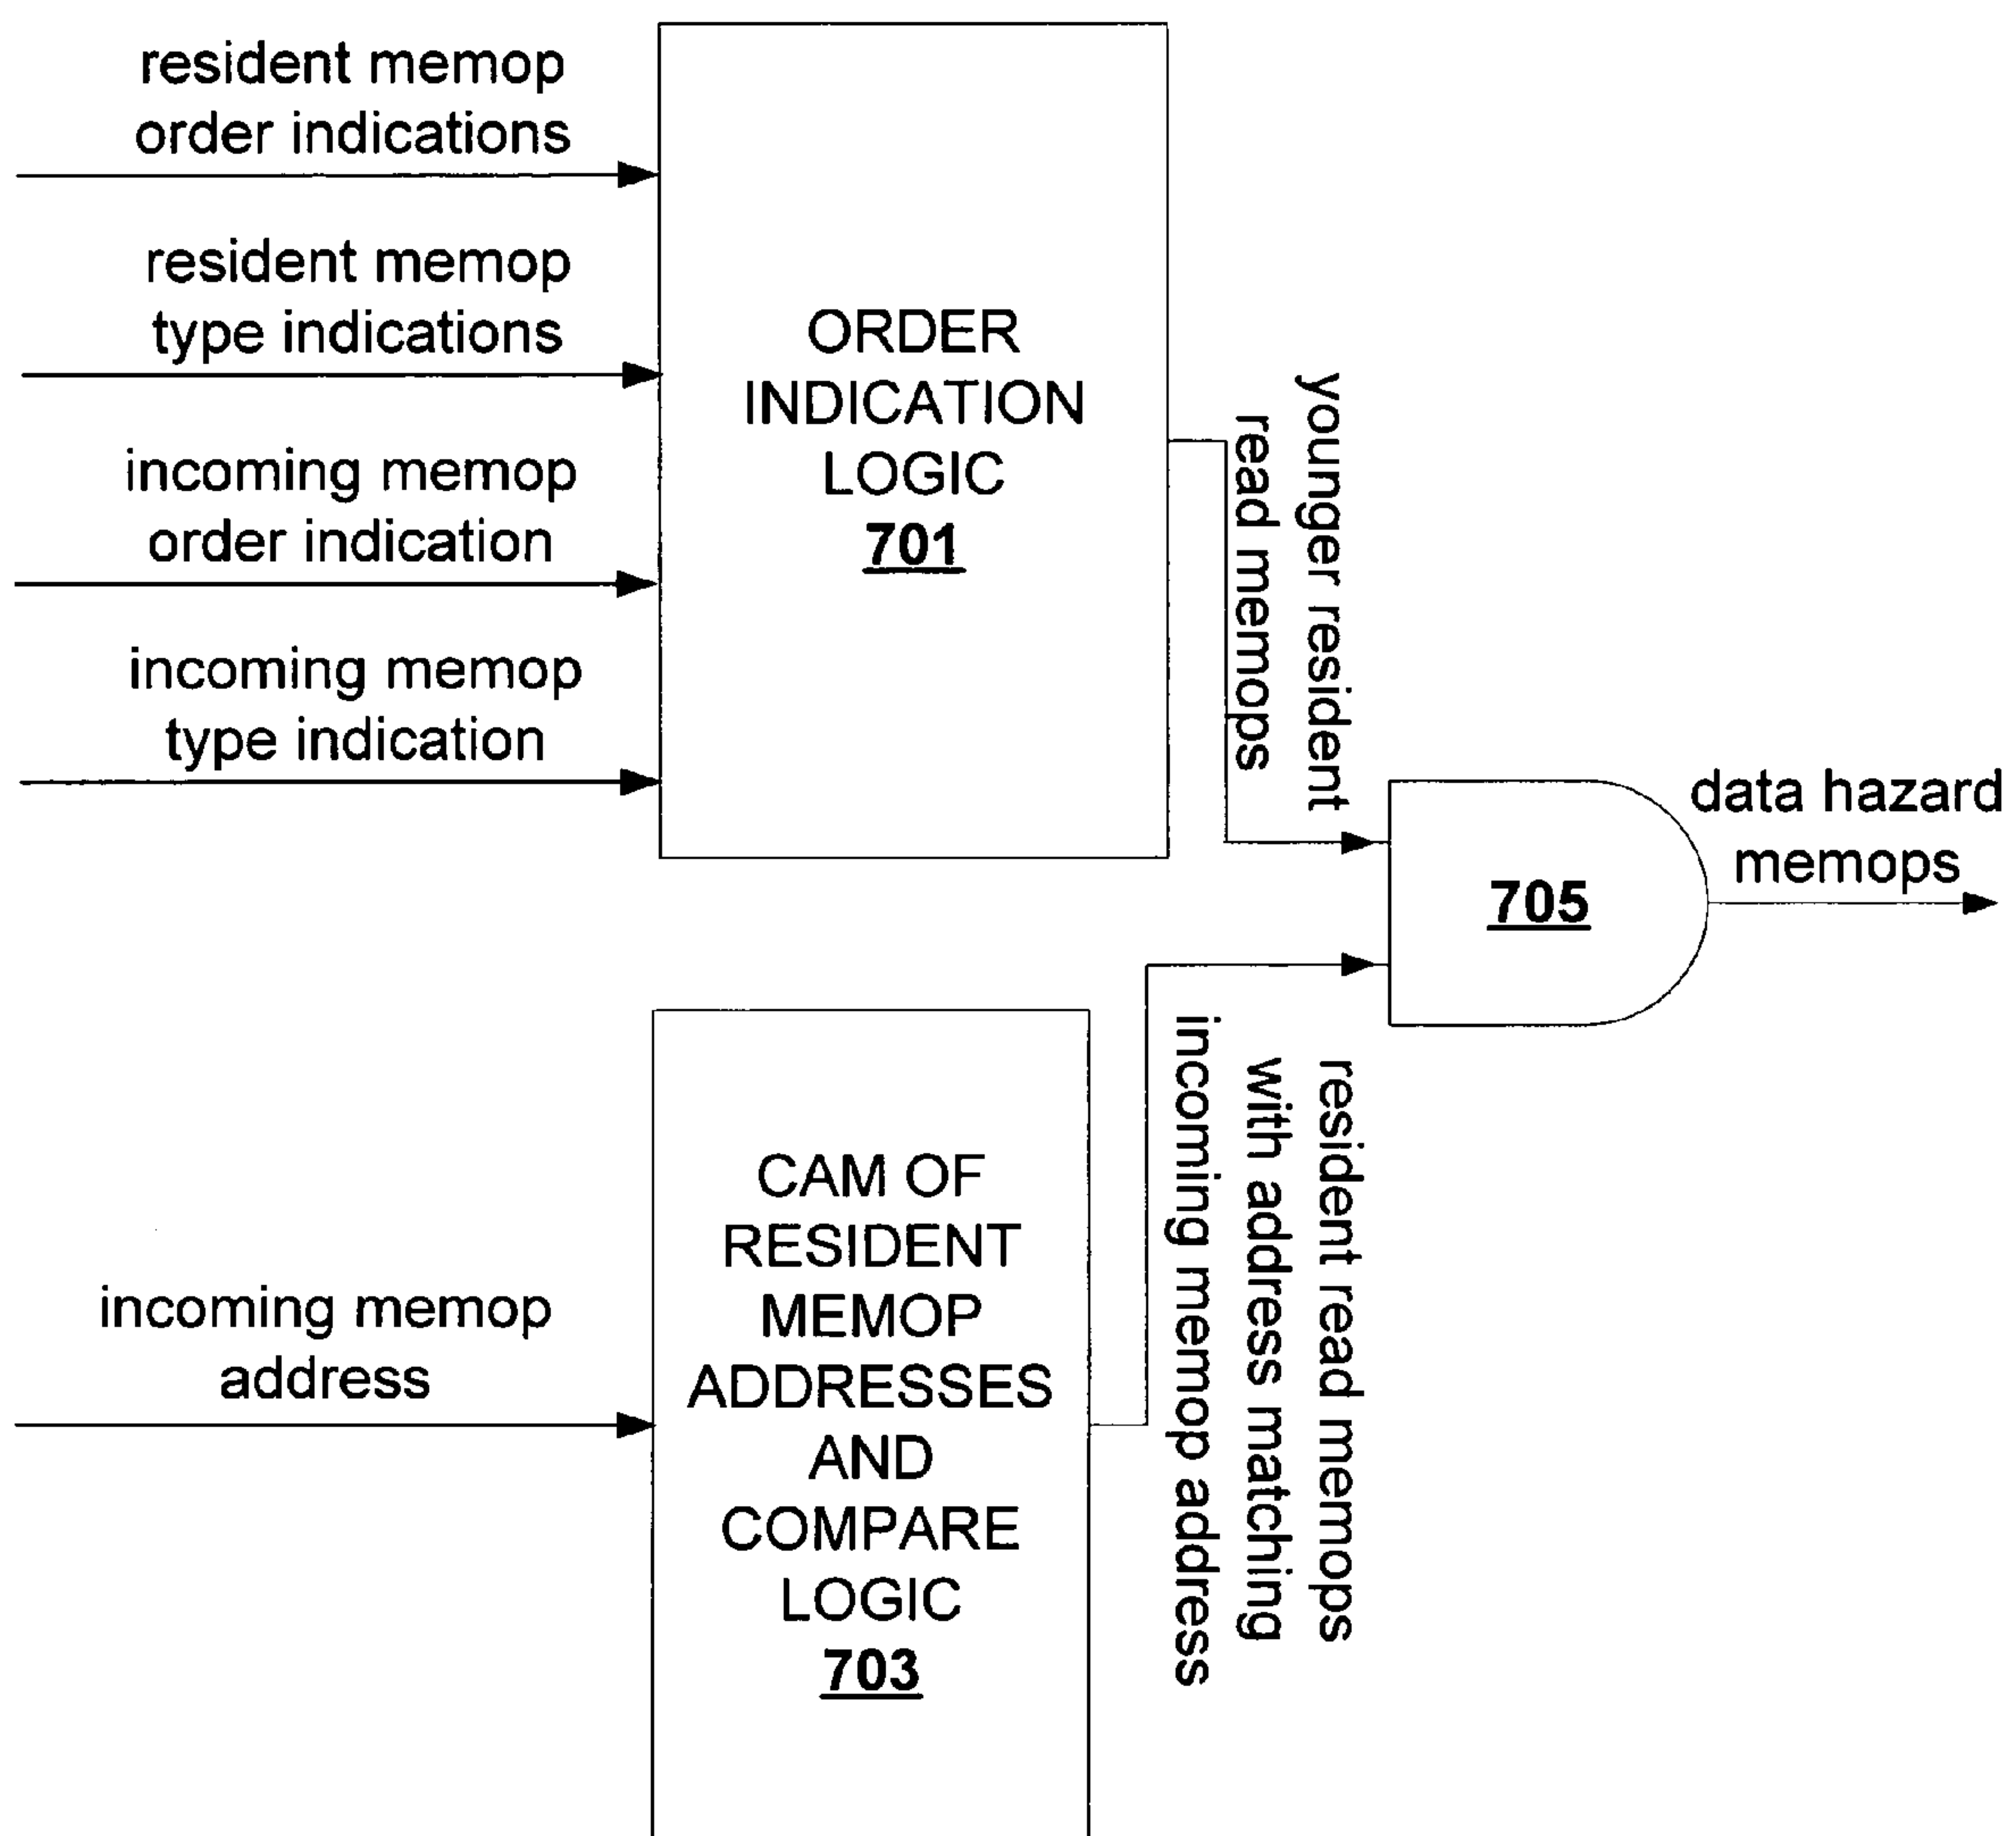 resident memop
order indications
resident memop
type indications
incoming memop
order indication
incoming memop
type indication
ORDER
INDICATION
LOGIC
701
younger resident
read memops
705
data hazard
memops
incoming memop
address
CAM OF
RESIDENT
MEMOP
ADDRESSES
AND
COMPARE
LOGIC
703
resident read memops
with address matching
incoming memop address